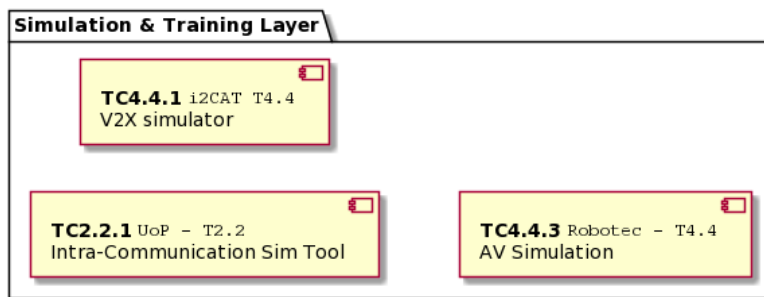 Simulation & Training Layer
TC4.4.1 i2CAT T4.4
V2X simulator
TC2.2.1 UoP - T2.2
Intra-Communication Sim Tool
TC4.4.3 Robotec - T4.4
AV Simulation